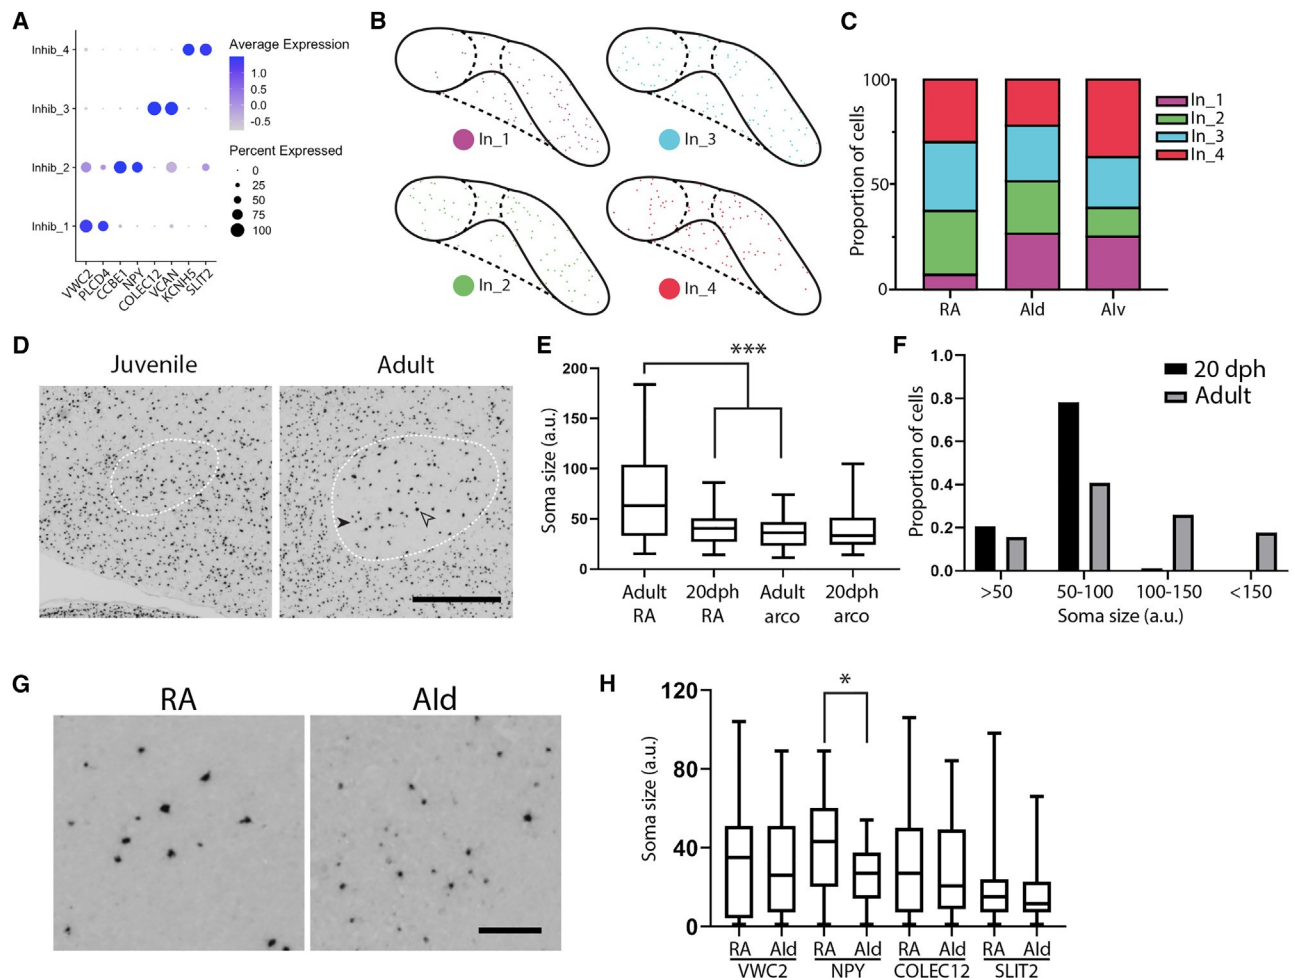 A
Inhib_4
Inhib_3
Inhib_2
Inhib_1
VWC2
PLCD4
CCBE1
NPY
COLEC12
VCAN
KCNH5
SLIT2
Average Expression
1.0
0.5
0.0
-0.5
Percent Expressed
0
25
50
75
100
B
In_1
In_3
In_2
In_4
C
Proportion of cells
100
50
0
RA
AId
AIv
In_1
In_2
In_3
In_4
D
Juvenile
Adult
E
***
Soma size (a.u.)
200
150
100
50
0
Adult RA
20dph RA
Adult arco
20dph arco
F
Proportion of cells
1.0
0.8
0.6
0.4
0.2
0.0
20 dph
Adult
>50
50-100
100-150
<150
Soma size (a.u.)
G
RA
AId
H
*
Soma size (a.u.)
120
80
40
0
RA AId RA AId RA AId RA AId
VWC2 NPY COLEC12 SLIT2